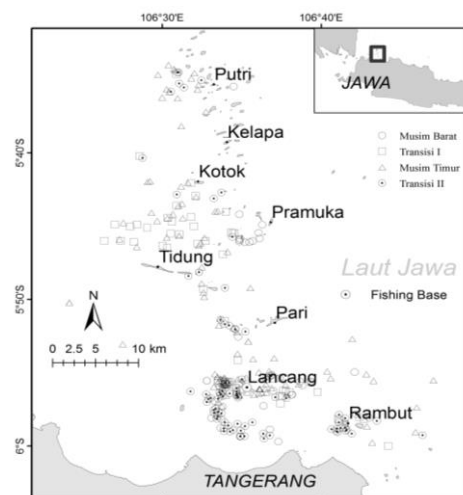 106°30'E
106°40'E
Putri
JAWA
Kelapa
Musim Barat
Transisi I
Musim Timur
Transisi II
5°40'S
Kotok
Pramuka
Tidung
Laut Jawa
Fishing Base
5°50'S
N
Pari
0 2.5 5 10 km
Lancang
Rambut
6°S
TANGERANG